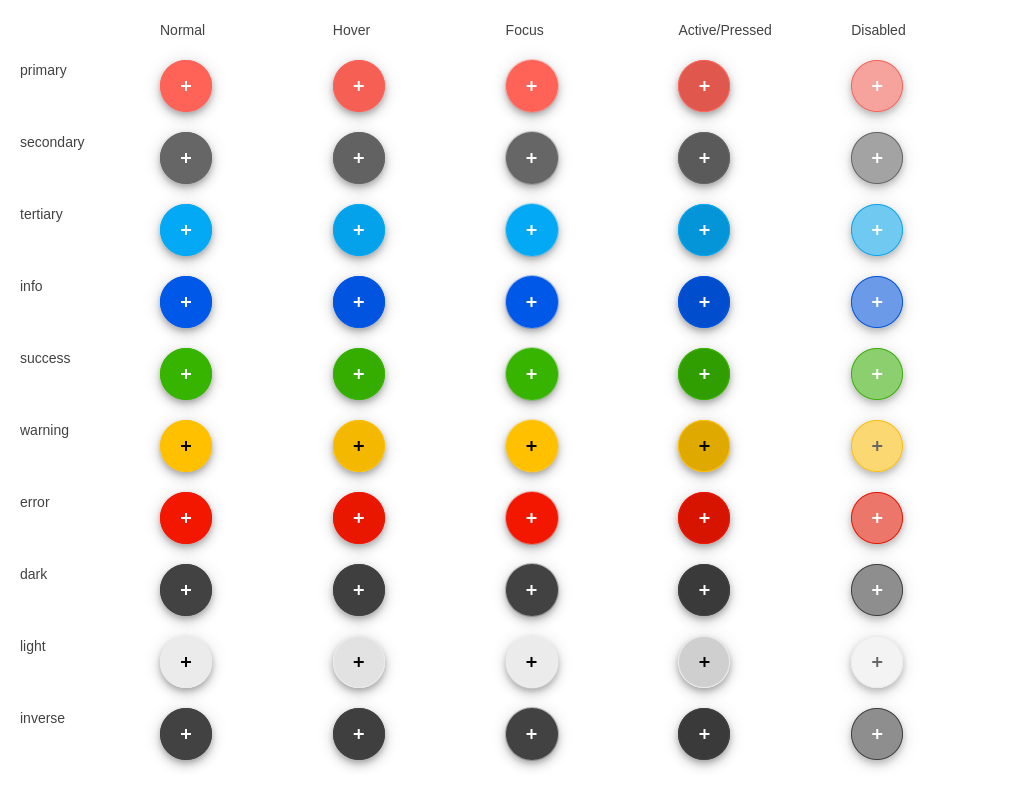 Normal Hover Focus Active/Pressed Disabled
primary + + + + +
secondary + + + + +
tertiary + + + + +
info + + + + +
success + + + + +
warning + + + + +
error + + + + +
dark + + + + +
light + + + + +
inverse + + + + +